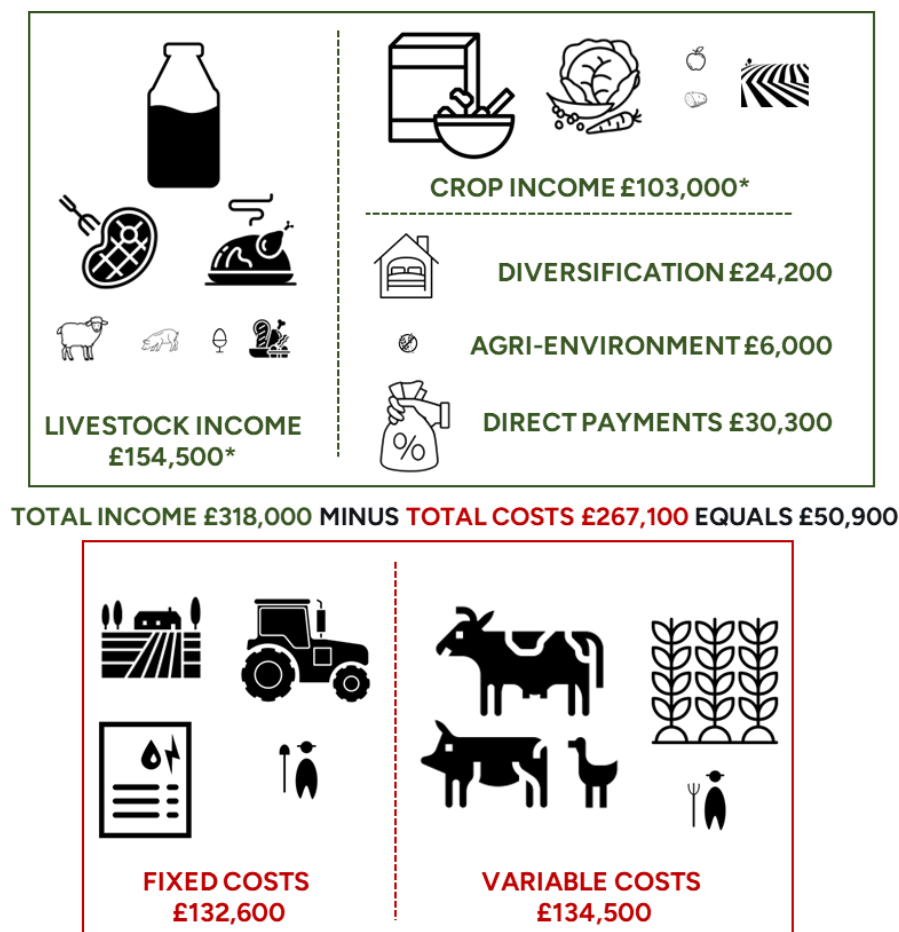 LIVESTOCK INCOME
£154,500*
CROP INCOME £103,000*
DIVERSIFICATION £24,200
AGRI-ENVIRONMENT £6,000
%
DIRECT PAYMENTS £30,300
TOTAL INCOME £318,000 MINUS TOTAL COSTS £267,100 EQUALS £50,900
FIXED COSTS
£132,600
VARIABLE COSTS
£134,500